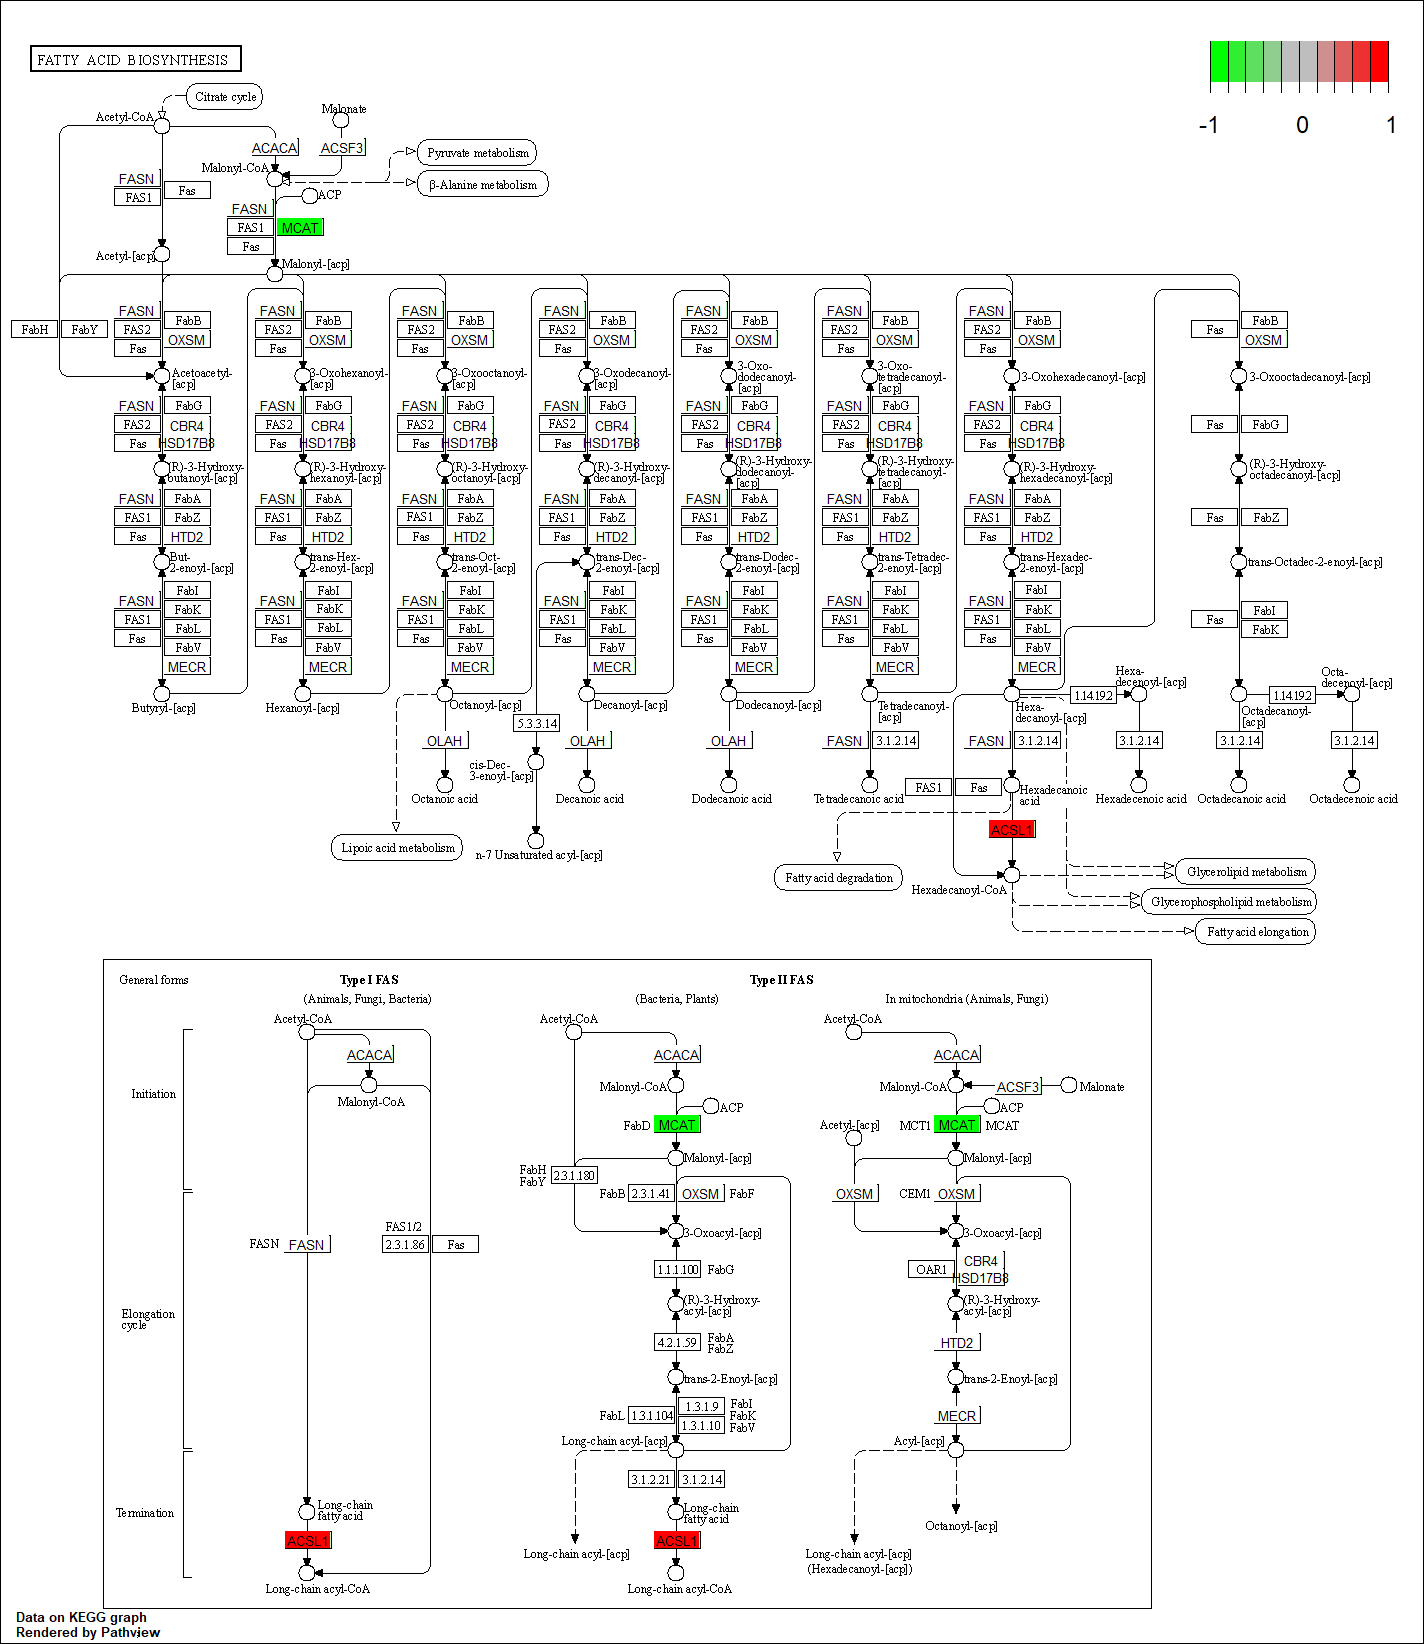 FATTY ACID BIOSYNTHESIS
-1 0 1
Citrate cycle
Acetyl-CoA
Malonate
ACACA
ACSF3
Malonyl-CoA
Pyruvate metabolism
β-Alanine metabolism
FASN
FAS1
Fas
ACP
FASN
FAS1
Fas
MCAT
Acetyl-[acp]
Malonyl-[acp]
FabH
FabY
FASN FASN FASN FASN FASN FASN FASN
FabB FabB FabB FabB FabB FabB FabB FabB
FAS2 FAS2 FAS2 FAS2 FAS2 FAS2 FAS2 Fas
OXSM OXSM OXSM OXSM OXSM OXSM OXSM OXSM
Fas Fas Fas Fas Fas Fas Fas
Acetoacetyl-
[acp]
3-Oxohexanoyl-
[acp]
3-Oxooctanoyl-
[acp]
3-Oxodecanoyl-
[acp]
3-Oxo-
dodecanoyl-
[acp]
3-Oxo-
tetradecanoyl-
[acp]
3-Oxohexadecanoyl-[acp]
3-Oxooctadecanoyl-[acp]
FASN FASN FASN FASN FASN FASN FASN
FabG FabG FabG FabG FabG FabG FabG
FAS2 FAS2 FAS2 FAS2 FAS2 FAS2 FAS2 Fas FabG
CBR4 CBR4 CBR4 CBR4 CBR4 CBR4 CBR4
Fas Fas Fas Fas Fas Fas Fas
HSD17B8 HSD17B8 HSD17B8 HSD17B8 HSD17B8 HSD17B8 HSD17B8
(R)-3-Hydroxy-
butanoyl-[acp]
(R)-3-Hydroxy-
hexanoyl-[acp]
(R)-3-Hydroxy-
octanoyl-[acp]
(R)-3-Hydroxy-
decanoyl-[acp]
(R)-3-Hydroxy-
dodecanoyl-
[acp]
(R)-3-Hydroxy-
tetradecanoyl-
[acp]
(R)-3-Hydroxy-
hexadecanoyl-[acp]
(R)-3-Hydroxy-
octadecanoyl-[acp]
FASN FASN FASN FASN FASN FASN FASN
FabA FabA FabA FabA FabA FabA FabA
FAS1 FAS1 FAS1 FAS1 FAS1 FAS1 FAS1 Fas
FabZ FabZ FabZ FabZ FabZ FabZ FabZ FabZ
Fas Fas Fas Fas Fas Fas Fas
HTD2 HTD2 HTD2 HTD2 HTD2 HTD2 HTD2
But-
2-enoyl-[acp]
trans-Hex-
2-enoyl-[acp]
trans-Oct-
2-enoyl-[acp]
trans-Dec-
2-enoyl-[acp]
trans-Dodec-
2-enoyl-[acp]
trans-Tetradec-
2-enoyl-[acp]
trans-Hexadec-
2-enoyl-[acp]
trans-Octadec-2-enoyl-[acp]
FabI FabI FabI FabI FabI FabI FabI
FASN FASN FASN FASN FASN FASN FASN
FabK FabK FabK FabK FabK FabK FabK FabI
FAS1 FAS1 FAS1 FAS1 FAS1 FAS1 FAS1 Fas
FabL FabL FabL FabL FabL FabL FabL FabK
Fas Fas Fas Fas Fas Fas Fas
FabV FabV FabV FabV FabV FabV FabV
MECR MECR MECR MECR MECR MECR MECR
Butyryl-[acp]
Hexanoyl-[acp]
Octanoyl-[acp]
Decanoyl-[acp]
Dodecanoyl-[acp]
Tetradecanoyl-
[acp]
Hexa-
decanoyl-[acp]
1.14.19.2
Hexa-
decenoyl-[acp]
Octadecanoyl-
[acp]
1.14.19.2
Octa-
decenoyl-[acp]
5.3.3.14
OLAH OLAH OLAH FASN 3.1.2.14 FASN 3.1.2.14 3.1.2.14 3.1.2.14 3.1.2.14
cis-Dec-
3-enoyl-[acp]
FAS1 Fas
Octanoic acid
Decanoic acid
Dodecanoic acid
Tetradecanoic acid
Hexadecanoic
acid
Hexadecenoic acid
Octadecanoic acid
Octadecenoic acid
ACSL1
Lipoic acid metabolism
n-7 Unsaturated acyl-[acp]
Fatty acid degradation
Hexadecanoyl-CoA
Glycerolipid metabolism
Glycerophospholipid metabolism
Fatty acid elongation
General forms
Type I FAS
(Animals, Fungi, Bacteria)
Type II FAS
(Bacteria, Plants)
In mitochondria (Animals, Fungi)
Initiation
Elongation
cycle
Termination
Acetyl-CoA
ACACA
Malonyl-CoA
FASN FASN
FAS1/2
2.3.1.86 Fas
Long-chain
fatty acid
ACSL1
Long-chain acyl-CoA
Acetyl-CoA
ACACA
Malonyl-CoA
ACP
FabD MCAT
Malonyl-[acp]
FabH
FabY
2.3.1.180
FabB 2.3.1.41 OXSM FabF
3-Oxoacyl-[acp]
1.1.1.100 FabG
(R)-3-Hydroxy-
acyl-[acp]
4.2.1.59
FabA
FabZ
trans-2-Enoyl-[acp]
FabL 1.3.1.104
1.3.1.9
1.3.1.10
FabI
FabK
FabV
Long-chain acyl-[acp]
3.1.2.21 3.1.2.14
Long-chain
fatty acid
ACSL1
Long-chain acyl-[acp]
Long-chain acyl-CoA
Acetyl-CoA
ACACA
Malonyl-CoA
ACSF3
Malonate
ACP
Acetyl-[acp]
MCT1 MCAT MCAT
Malonyl-[acp]
OXSM
CEM1 OXSM
3-Oxoacyl-[acp]
OAR1
CBR4
HSD17B8
(R)-3-Hydroxy-
acyl-[acp]
HTD2
trans-2-Enoyl-[acp]
MECR
Acyl-[acp]
Octanoyl-[acp]
Long-chain acyl-[acp]
(Hexadecanoyl-[acp])
Data on KEGG graph
Rendered by Pathview